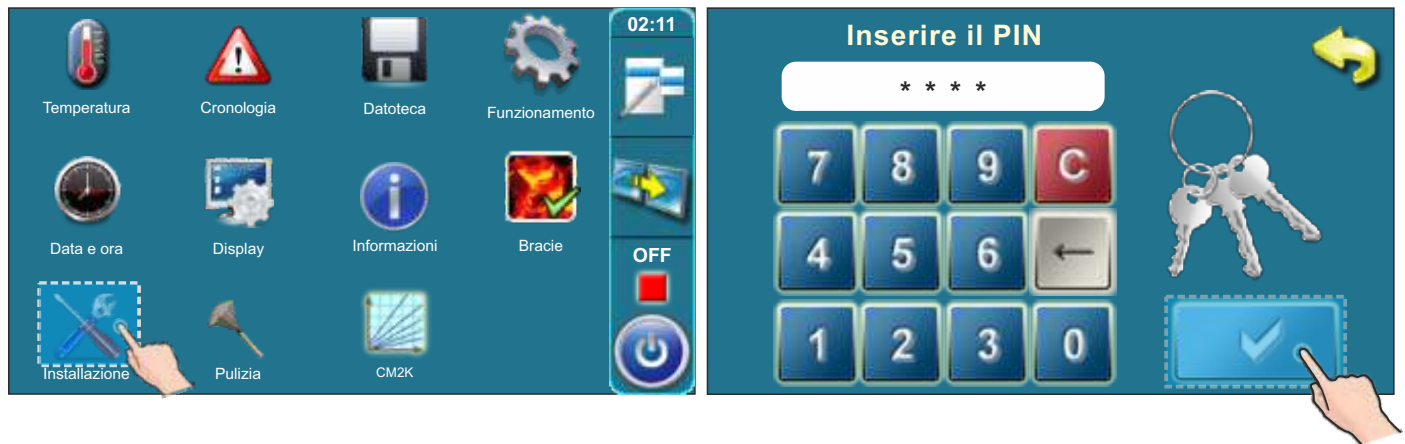 02:11
Temperatura
Cronologia
Datoteca
Funzionamento
Data e ora
Display
Informazioni
Bracie
OFF
Installazione
Pulizia
CM2K
Inserire il PIN
* * * *
7 8 9 C
4 5 6 ←
1 2 3 0